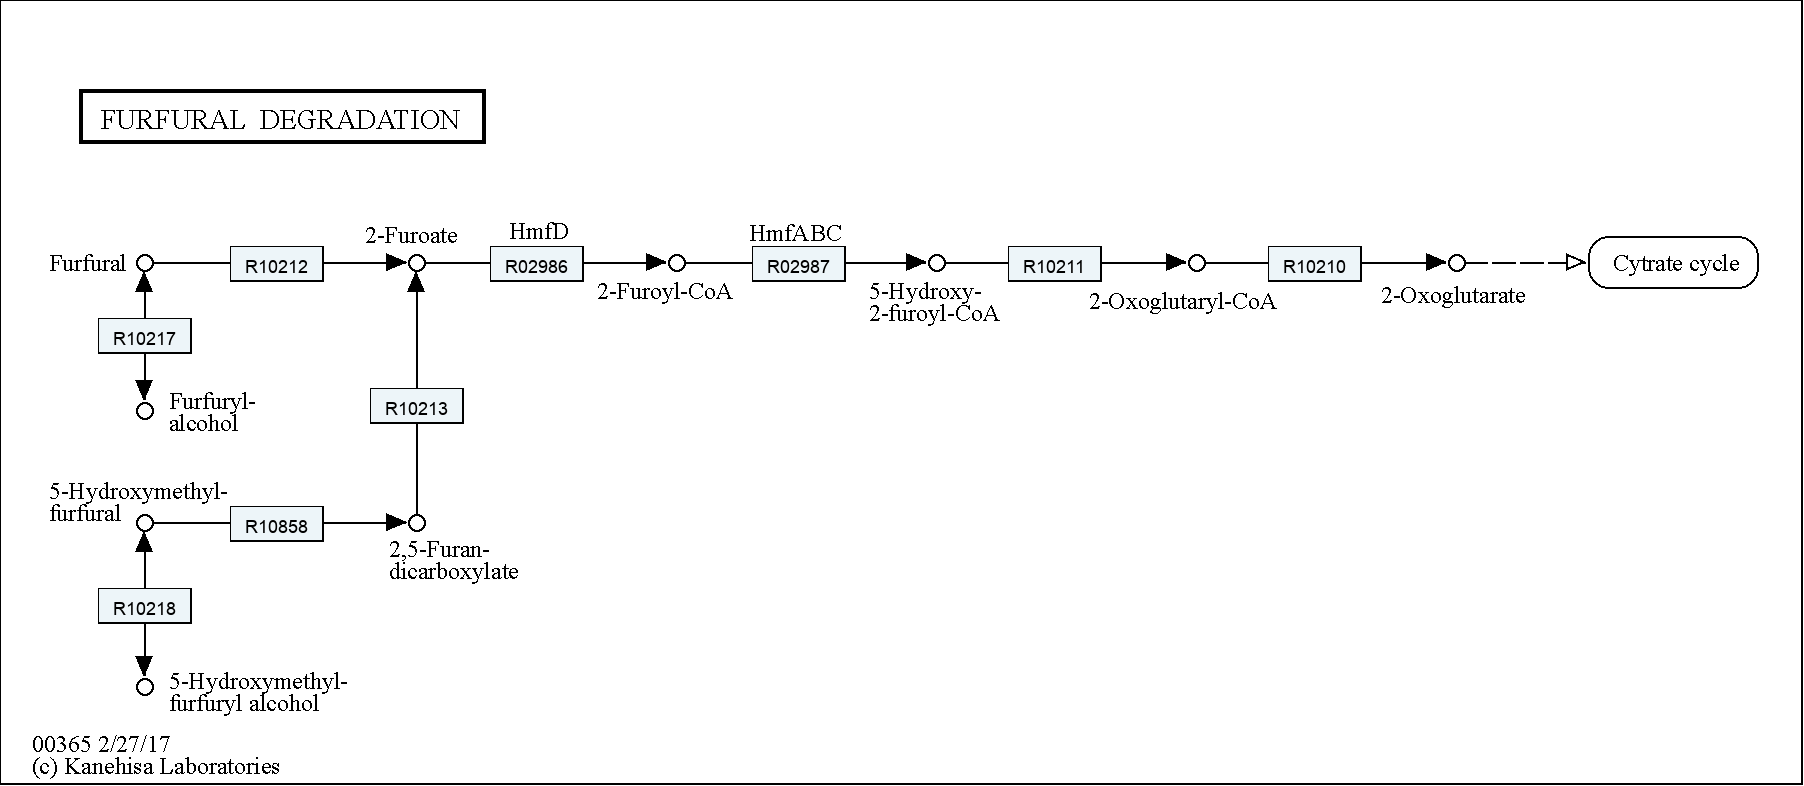 FURFURAL DEGRADATION
2-Furoate
HmfD
HmfABC
Furfural
R10212
R02986
R02987
R10211
R10210
Cytrate cycle
2-Furoyl-CoA
5-Hydroxy-
2-furoyl-CoA
2-Oxoglutaryl-CoA
2-Oxoglutarate
R10217
Furfuryl-
alcohol
R10213
5-Hydroxymethyl-
furfural
R10858
2,5-Furan-
dicarboxylate
R10218
5-Hydroxymethyl-
furfuryl alcohol
00365 2/27/17
(c) Kanehisa Laboratories